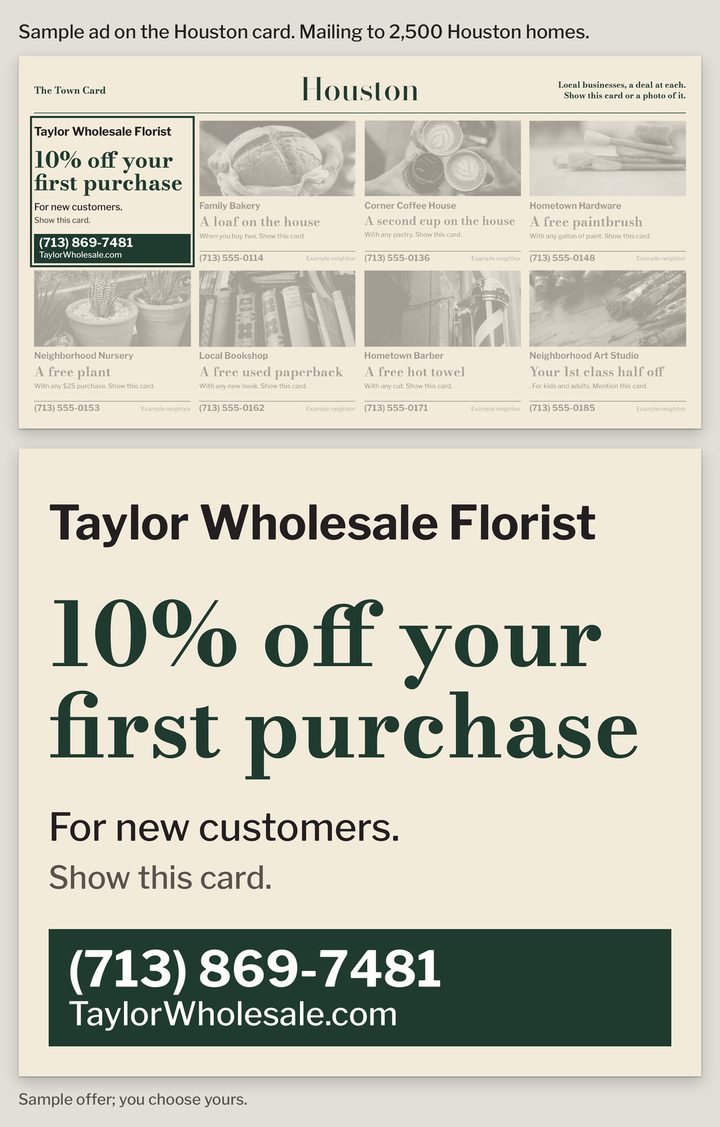 Sample ad on the Houston card. Mailing to 2,500 Houston homes.
The Town Card
Houston
Local businesses, a deal at each.
Show this card or a photo of it.
Taylor Wholesale Florist
10% off your
first purchase
For new customers.
Show this card.
(713) 869-7481
TaylorWholesale.com
Family Bakery
A loaf on the house
When you buy two. Show this card.
(713) 555-0114
Example neighbor
Corner Coffee House
A second cup on the house
With any pastry. Show this card.
(713) 555-0136
Example neighbor
Hometown Hardware
A free paintbrush
With any gallon of paint. Show this card.
(713) 555-0148
Example neighbor
Neighborhood Nursery
A free plant
With any $25 purchase. Show this card.
(713) 555-0153
Example neighbor
Local Bookshop
A free used paperback
With any new book. Show this card.
(713) 555-0162
Example neighbor
Hometown Barber
A free hot towel
With any cut. Show this card.
(713) 555-0171
Example neighbor
Neighborhood Art Studio
Your 1st class half off
For kids and adults. Mention this card.
(713) 555-0185
Example neighbor
Taylor Wholesale Florist
10% off your
first purchase
For new customers.
Show this card.
(713) 869-7481
TaylorWholesale.com
Sample offer; you choose yours.